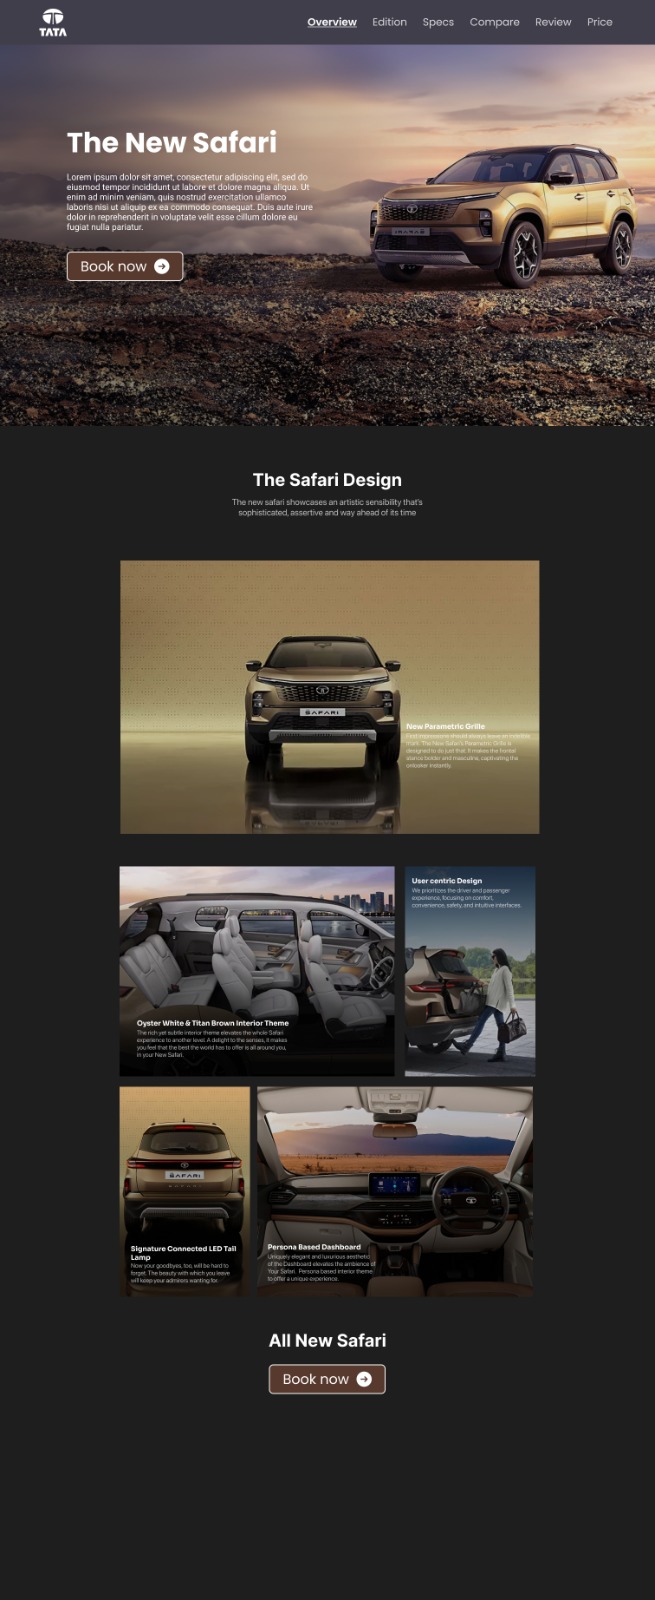 TATA
Overview Edition Specs Compare Review Price
The New Safari
Lorem ipsum dolor sit amet, consectetur adipiscing elit, sed do
eiusmod tempor incididunt ut labore et dolore magna aliqua. Ut
enim ad minim veniam, quis nostrud exercitation ullamco
laboris nisi ut aliquip ex ea commodo consequat. Duis aute irure
dolor in reprehenderit in voluptate velit esse cillum dolore eu
fugiat nulla pariatur.
Book now
The Safari Design
The new safari showcases an artistic sensibility that's
sophisticated, assertive and way ahead of its time
SAFARI
New Parametric Grille
First impressions should always leave an
mark. The New Safari's Parametric Grille is
designed to do just that. It makes the frontal
stance bolder and masculine, captivating the
onlooker instantly.
User centric Design
We prioritizes the driver and passenger
experience, focusing on comfort,
convenience, safety, and intuitive interfaces.
Oyster White & Titan Brown Interior Theme
The rich yet subtle interior theme elevates the whole Safari
experience to another level. A delight to the senses, it makes
you feel that the best the world has to offer is all around you,
in your New Safari.
SAFARI
Signature Connected LED Tail
Lamp
Now your goodbyes, too, will be hard to
forget. The beauty with which you leave
will keep your admirers wanting for.
Persona Based Dashboard
Uniquely elegant and luxurious aesthetic
of the Dashboard elevates the ambience of
Your Safari. Persona based interior theme
to offer a unique experience.
All New Safari
Book now